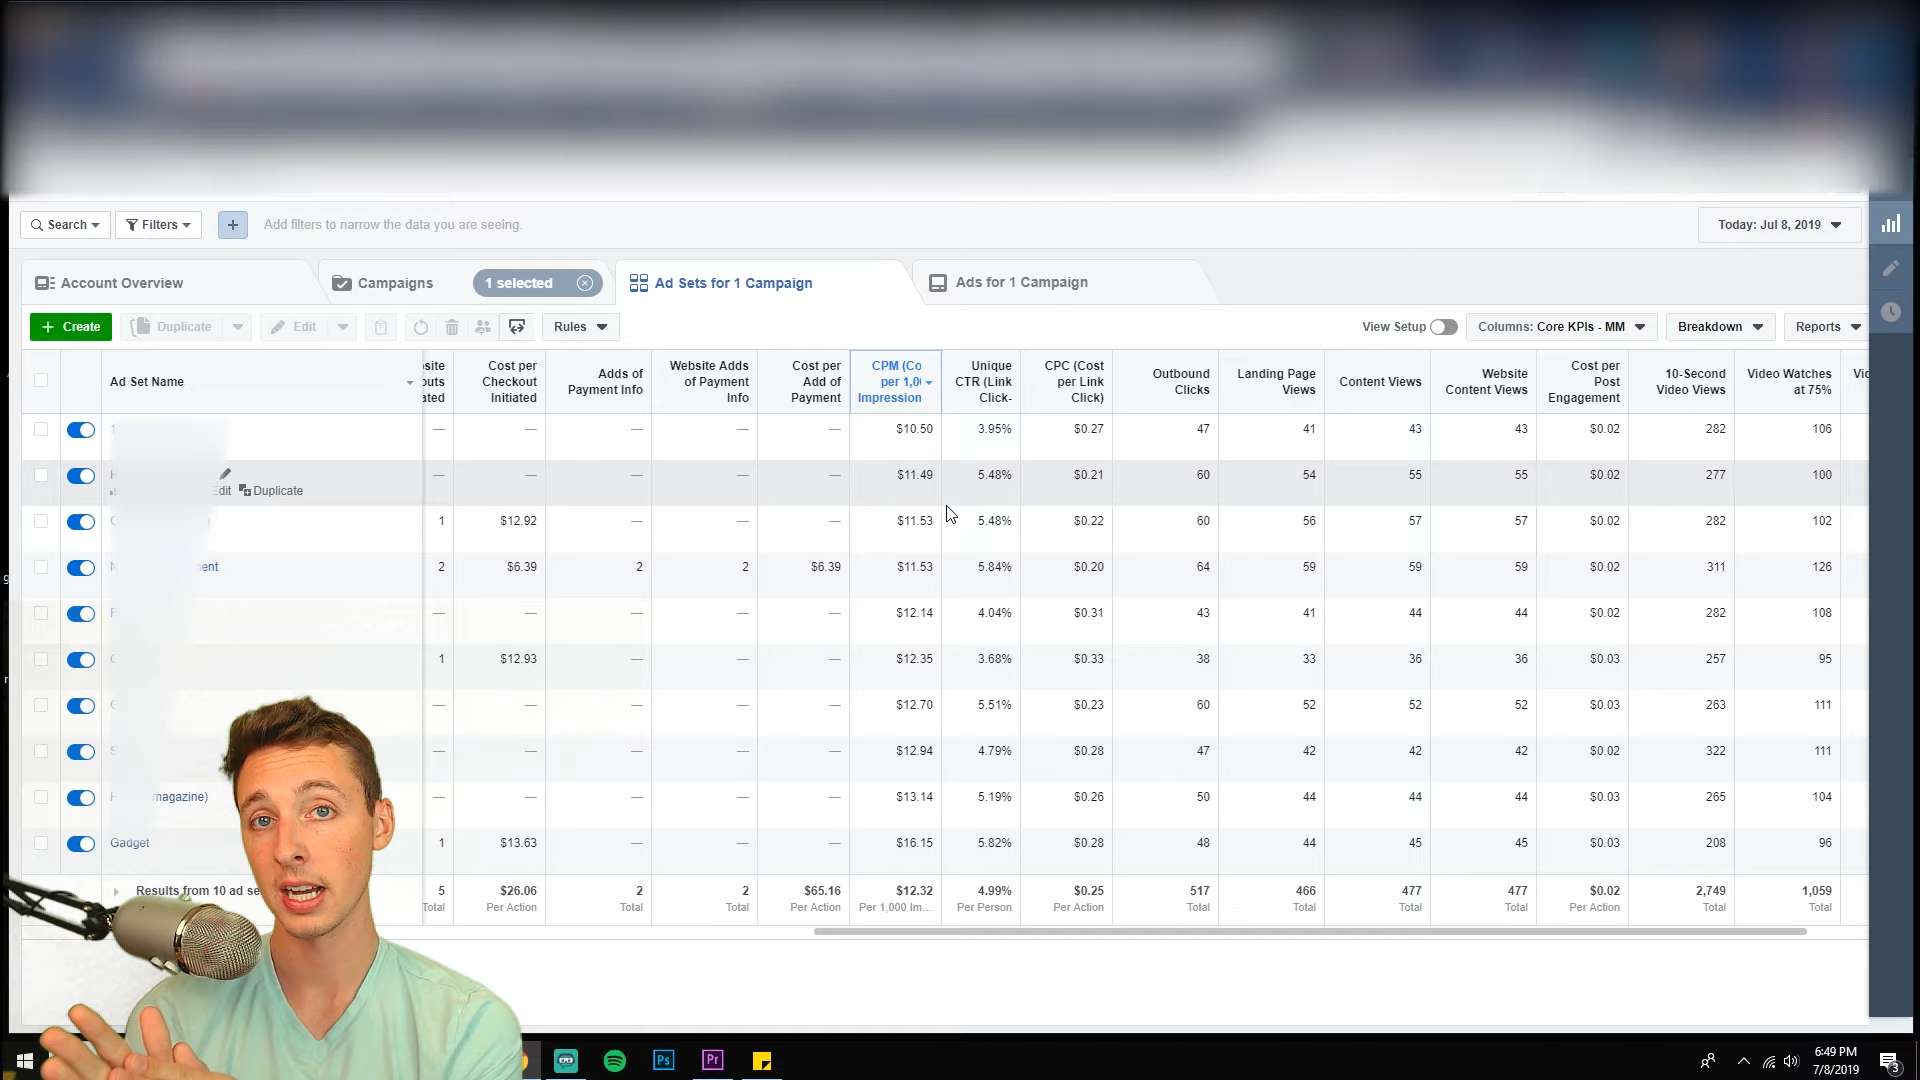 Search
Filters
Add filters to narrow the data you are seeing.
Today: Jul 8, 2019
Account Overview
Campaigns
1 selected
Ad Sets for 1 Campaign
Ads for 1 Campaign
Create
Duplicate
Edit
Rules
View Setup
Columns: Core KPIs - MM
Breakdown
Reports
Ad Set Name
Cost per Checkout Initiated
Adds of Payment Info
Website Adds of Payment Info
Cost per Add of Payment
CPM (Co per 1,0 Impression
Unique CTR (Link Click-
CPC (Cost per Link Click)
Outbound Clicks
Landing Page Views
Content Views
Website Content Views
Cost per Post Engagement
10-Second Video Views
Video Watches at 75%
— — — — — $10.50 3.95% $0.27 47 41 43 43 $0.02 282 106
— — — — — $11.49 5.48% $0.21 60 54 55 55 $0.02 277 100
Duplicate
1 $12.92 — — — $11.53 5.48% $0.22 60 56 57 57 $0.02 282 102
2 $6.39 2 2 $6.39 $11.53 5.84% $0.20 64 59 59 59 $0.02 311 126
— — — — — $12.14 4.04% $0.31 43 41 44 44 $0.02 282 108
1 $12.93 — — — $12.35 3.68% $0.33 38 33 36 36 $0.03 257 95
— — — — — $12.70 5.51% $0.23 60 52 52 52 $0.03 263 111
— — — — — $12.94 4.79% $0.28 47 42 42 42 $0.02 322 111
magazine) — — — — — $13.14 5.19% $0.26 50 44 44 44 $0.03 265 104
Gadget 1 $13.63 — — — $16.15 5.82% $0.28 48 44 45 45 $0.03 208 96
Results from 10 ad se 5 $26.06 2 2 $65.16 $12.32 4.99% $0.25 517 466 477 477 $0.02 2,749 1,059
Total Per Action Total Total Per Action Per 1,000 Im... Per Person Per Action Total Total Total Total Per Action Total Total
Ps
Pr
6:49 PM
7/8/2019
3